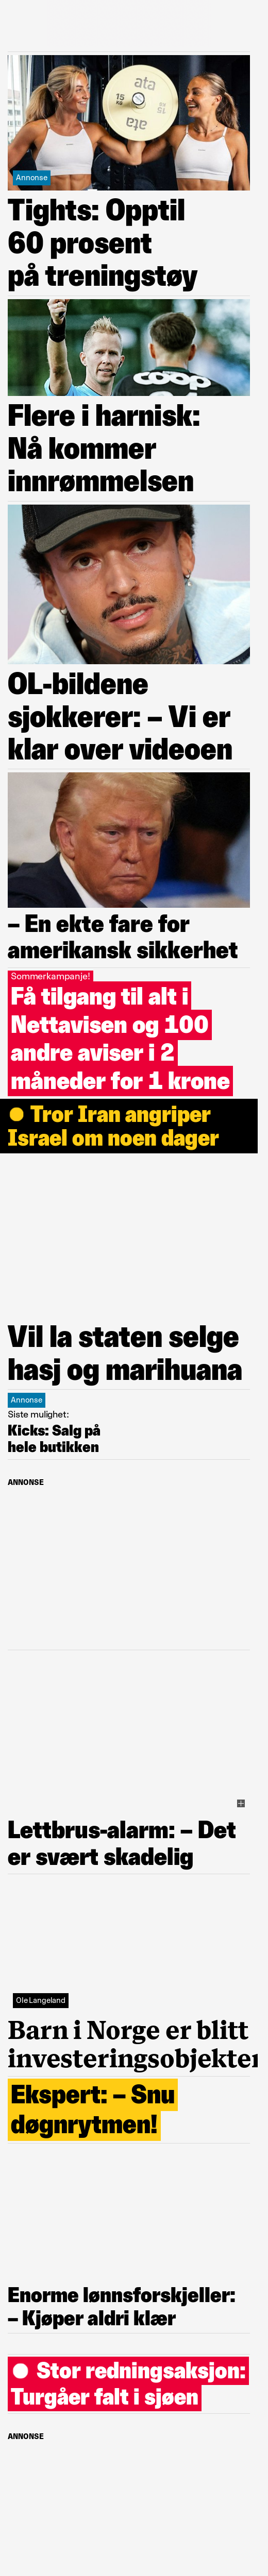 ata
15
KG
ata
Annonse
Tights: Opptil
60 prosent
på treningstøy
coop
Flere i harnisk:
Nå kommer
innrømmelsen
OL-bildene
sjokkerer: – Vi er
klar over videoen
– En ekte fare for
amerikansk sikkerhet
Sommerkampanje!
Få tilgang til alt i
Nettavisen og 100
andre aviser i 2
måneder for 1 krone
Tror Iran angriper
Israel om noen dager
Vil la staten selge
hasj og marihuana
Annonse
Siste mulighet:
Kicks: Salg på
hele butikken
ANNONSE
Lettbrus-alarm: – Det
er svært skadelig
Ole Langeland
Barn i Norge er blitt
investeringsobjekter
Ekspert: – Snu
døgnrytmen!
Enorme lønnsforskjeller:
– Kjøper aldri klær
Stor redningsaksjon:
Turgåer falt i sjøen
ANNONSE